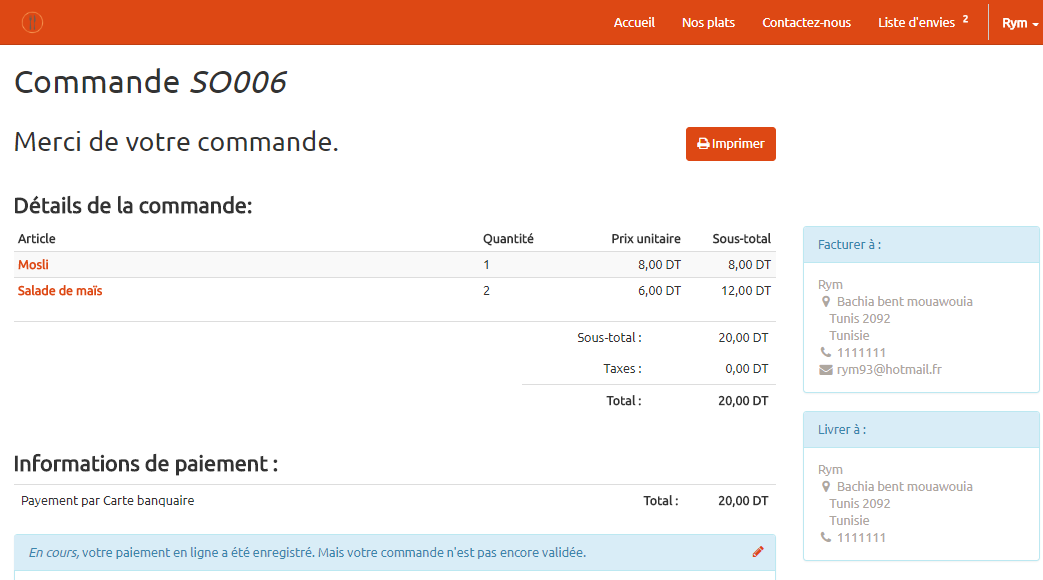 Accueil Nos plats Contactez-nous Liste d'envies 2 Rym
Commande SO006
Merci de votre commande.
Imprimer
Détails de la commande:
Article Quantité Prix unitaire Sous-total
Mosli 1 8,00 DT 8,00 DT
Salade de maïs 2 6,00 DT 12,00 DT
Sous-total : 20,00 DT
Taxes : 0,00 DT
Total : 20,00 DT
Informations de paiement :
Payement par Carte banquaire Total : 20,00 DT
En cours, votre paiement en ligne a été enregistré. Mais votre commande n'est pas encore validée.
Facturer à :
Rym
Bachia bent mouawouia
Tunis 2092
Tunisie
1111111
rym93@hotmail.fr
Livrer à :
Rym
Bachia bent mouawouia
Tunis 2092
Tunisie
1111111